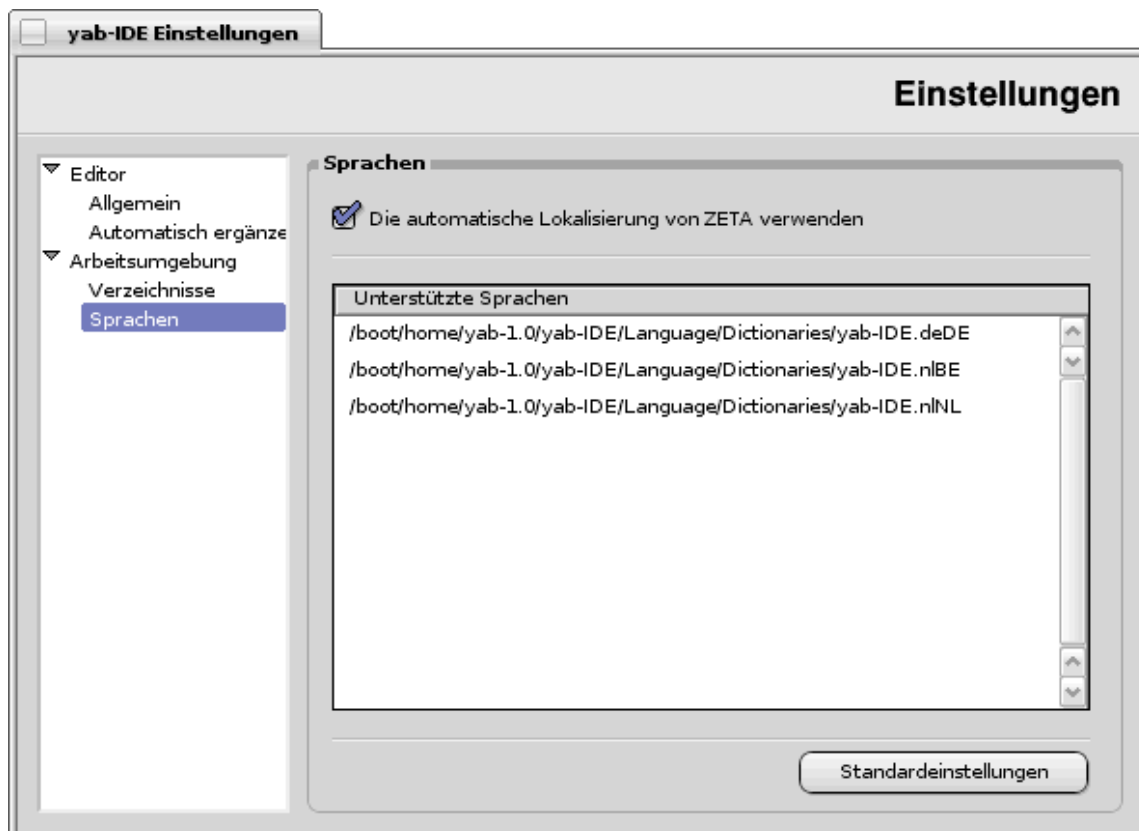 yab-IDE Einstellungen
Einstellungen
Editor
Allgemein
Automatisch ergänze
Arbeitsumgebung
Verzeichnisse
Sprachen
Sprachen
Die automatische Lokalisierung von ZETA verwenden
Unterstützte Sprachen
/boot/home/yab-1.0/yab-IDE/Language/Dictionaries/yab-IDE.deDE
/boot/home/yab-1.0/yab-IDE/Language/Dictionaries/yab-IDE.nlBE
/boot/home/yab-1.0/yab-IDE/Language/Dictionaries/yab-IDE.nlNL
Standardeinstellungen